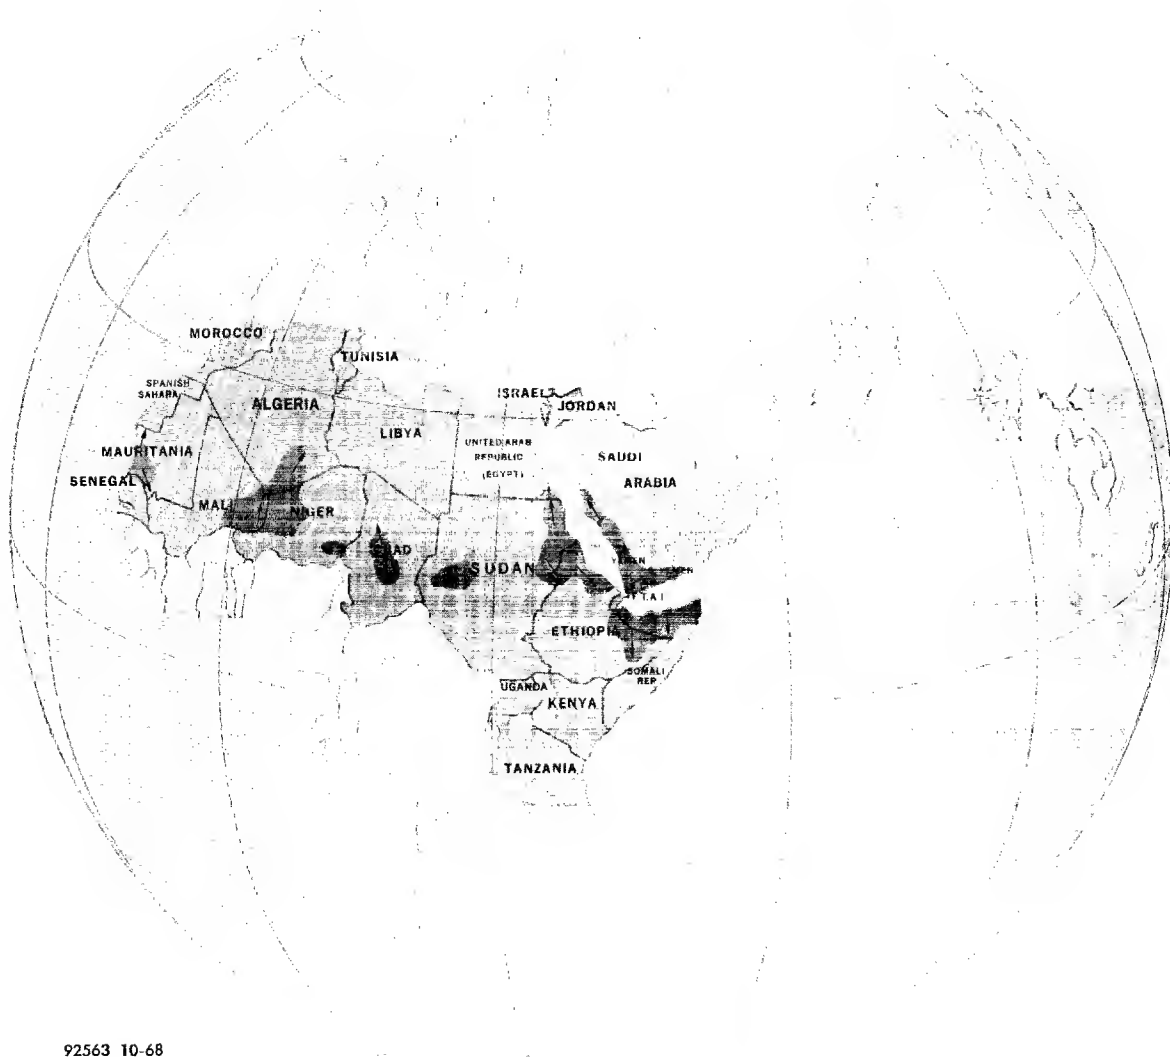 MOROCCO
TUNISIA
SPANISH
SAHARA
ALGERIA
ISRAEL
JORDAN
LIBYA
UNITED ARAB
REPUBLIC
(EGYPT)
MAURITANIA
SAUDI
ARABIA
SENEGAL
MALI
NIGER
SUDAN
YEMEN
T.A.I
ETHIOPIA
SOMALI
REP
UGANDA
KENYA
TANZANIA
92563 10-68